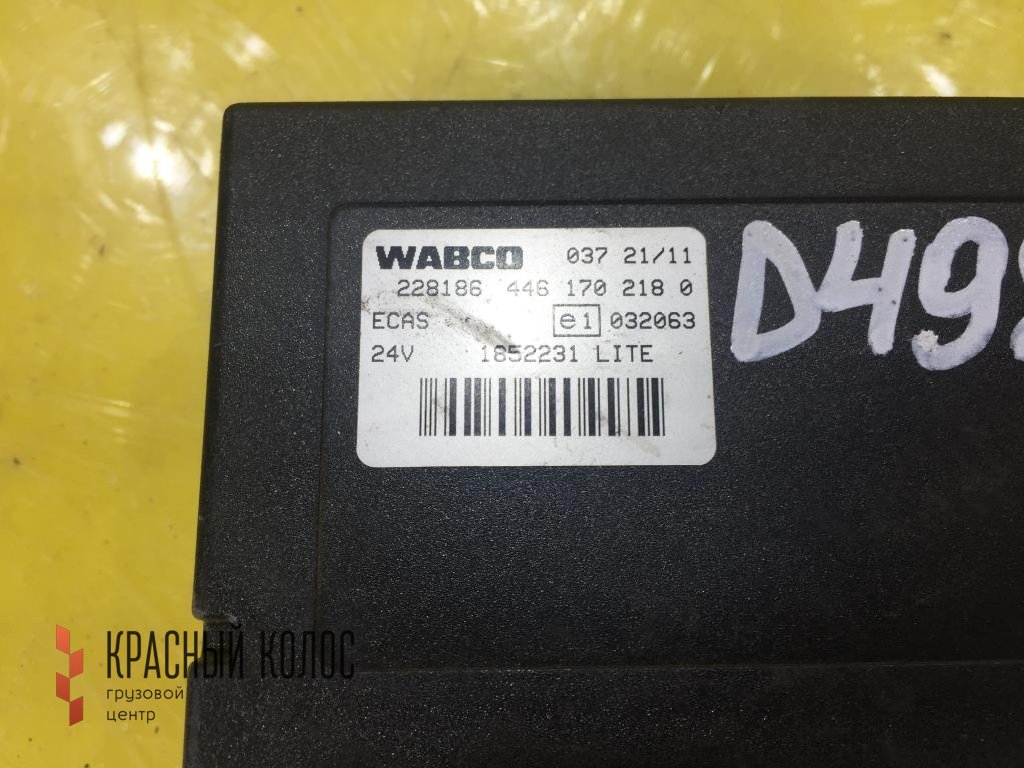 WABCO 037 21/11
228186 446 170 218 0
ECAS e1 032063
24V 1852231 LITE
КРАСНЫЙ КОЛОС
грузовой
центр